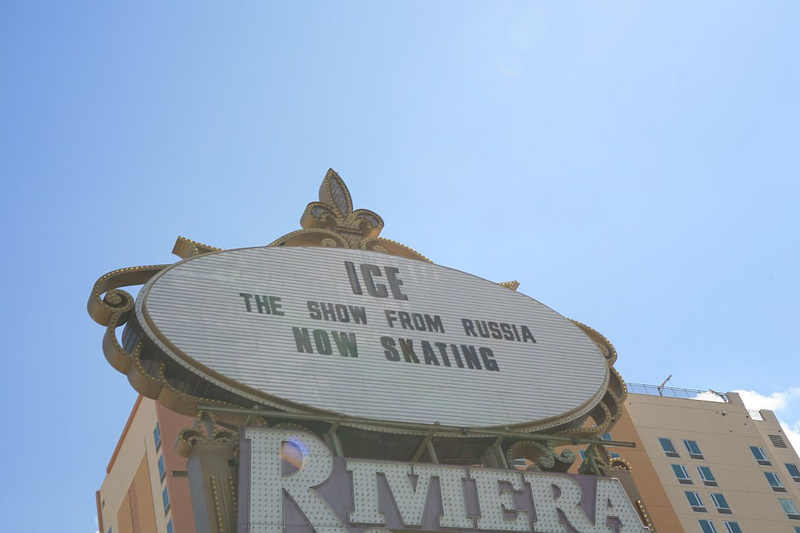 ICE
THE SHOW FROM RUSSIA
NOW SKATING
RIVIERA